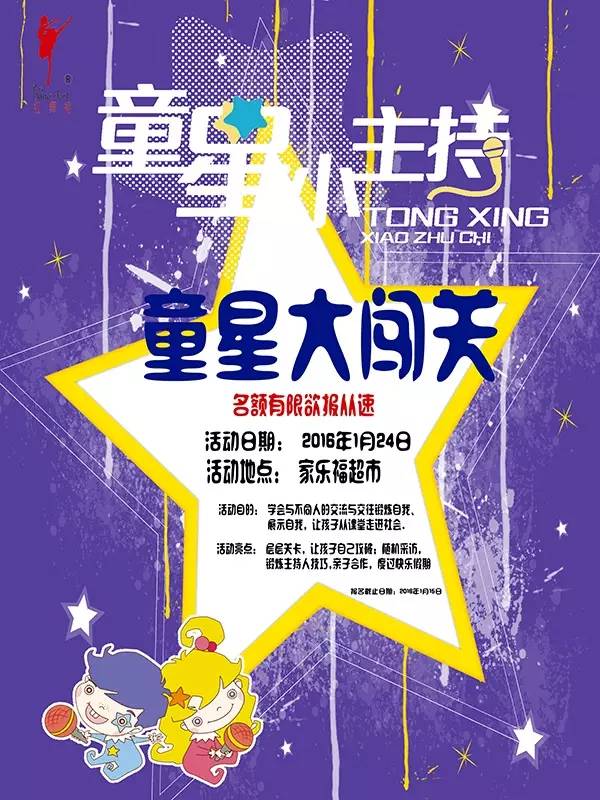 红舞鞋
童星小主持
TONG XING
XIAO ZHU CHI
童星大闯关
名额有限欲报从速
活动日期： 2016年1月24日
活动地点： 家乐福超市
活动目的： 学会与不同人的交流与交往锻炼自我、
展示自我，让孩子从课堂走进社会。
活动亮点： 层层关卡，让孩子自己攻破；随机采访，
锻炼主持人技巧,亲子合作，度过快乐假期
报名截止日期：2016年1月15日